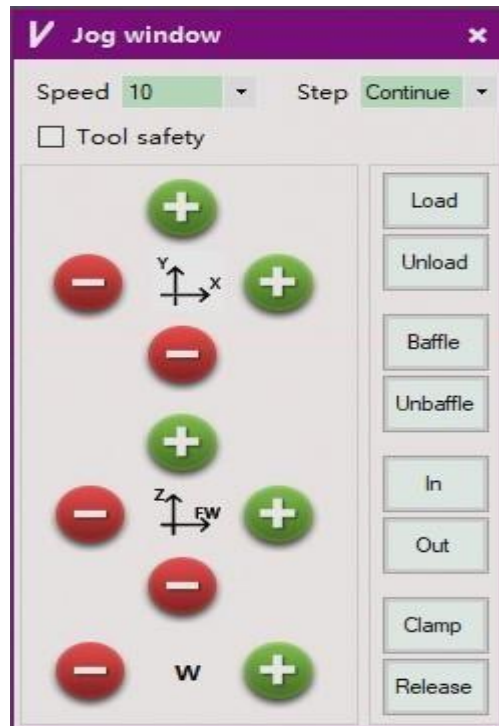 V Jog window
Speed 10 Step Continue
Tool safety
Load
Y
X
Unload
Baffle
Unbaffle
Z
FW
In
Out
Clamp
W
Release